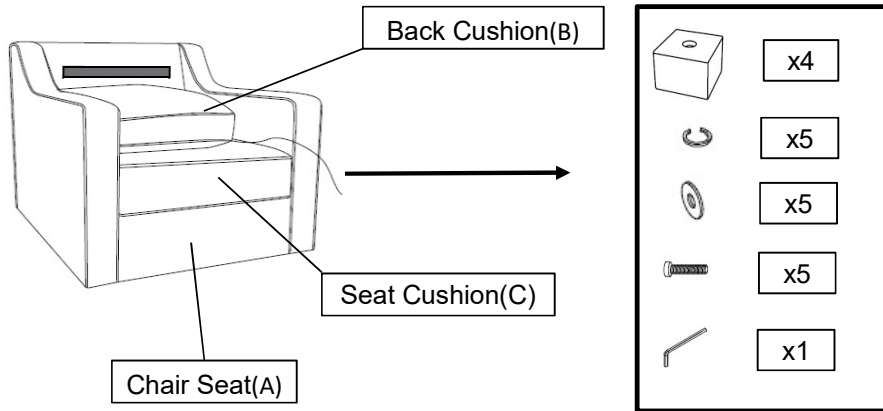 Back Cushion(B)
Seat Cushion(C)
Chair Seat(A)
x4
x5
x5
x5
x1